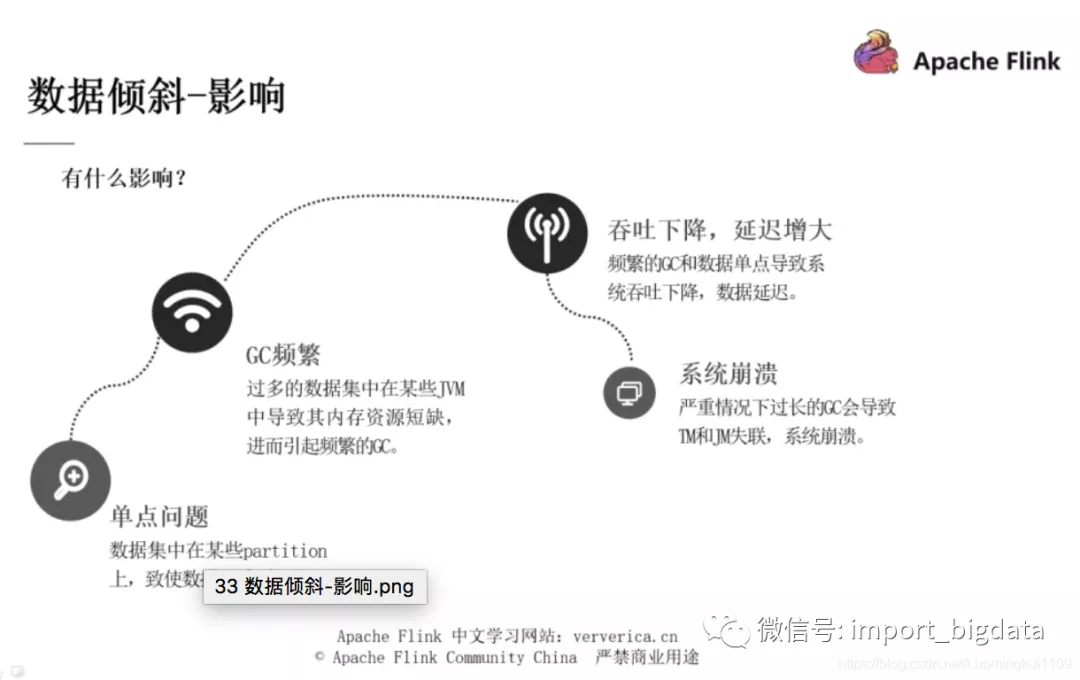 Apache Flink
数据倾斜-影响
有什么影响?
吞吐下降，延迟增大
频繁的GC和数据单点导致系
统吞吐下降，数据延迟。
GC频繁
过多的数据集中在某些JVM
中导致其内存资源短缺，
进而引起频繁的GC。
系统崩溃
严重情况下过长的GC会导致
TM和JM失联，系统崩溃。
单点问题
数据集中在某些partition
上，致使数
33 数据倾斜-影响.png
Apache Flink 中文学习网站: ververica.cn
© Apache Flink Community China 严禁商业用途
微信号: import_bigdata
https://blog.csdn.net/Luomingkui1109